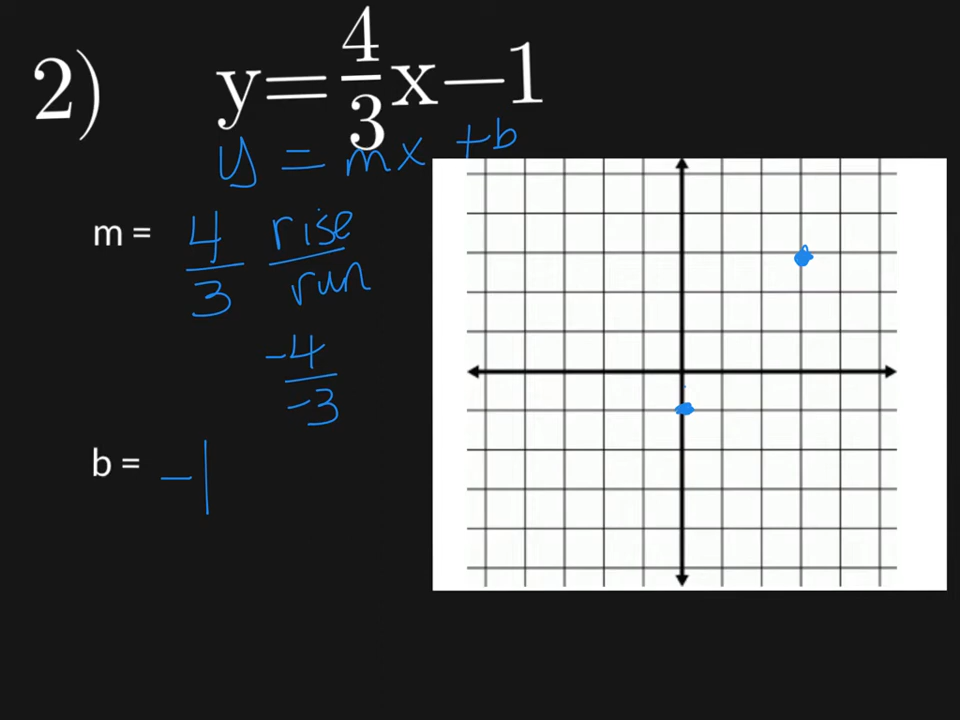 2) y=4/3x−1
y = mx + b
m = 4/3 rise/run
-4/-3
b = -1